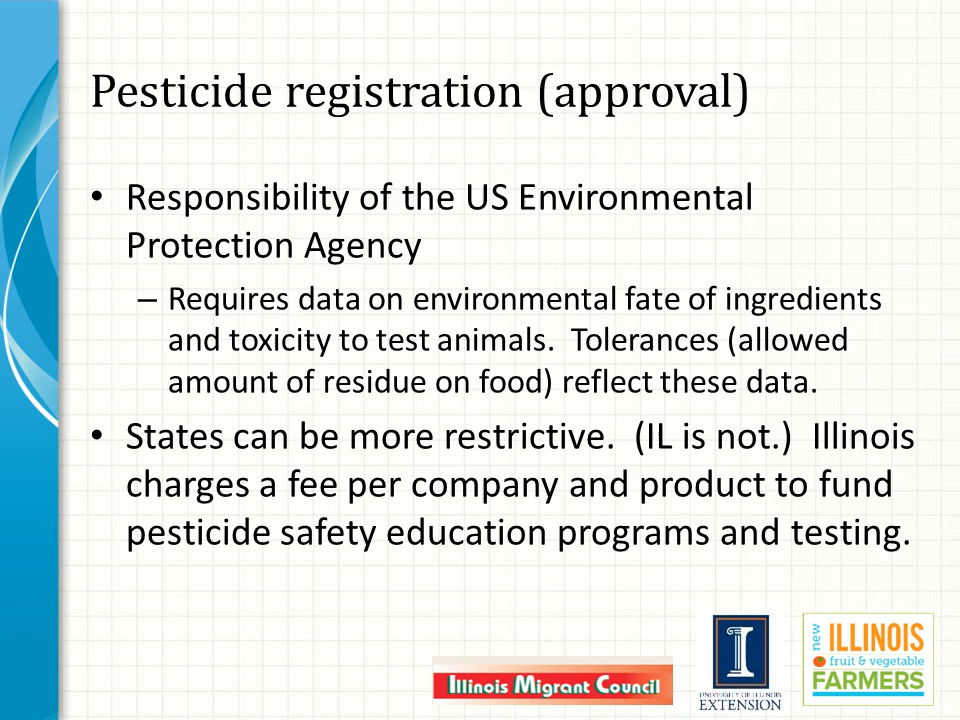 Pesticide registration (approval)
• Responsibility of the US Environmental
Protection Agency
– Requires data on environmental fate of ingredients
and toxicity to test animals.  Tolerances (allowed
amount of residue on food) reflect these data.
• States can be more restrictive.  (IL is not.)  Illinois
charges a fee per company and product to fund
pesticide safety education programs and testing.
Illinois Migrant Council
I
UNIVERSITY OF ILLINOIS
EXTENSION
new
ILLINOIS
fruit & vegetable
FARMERS